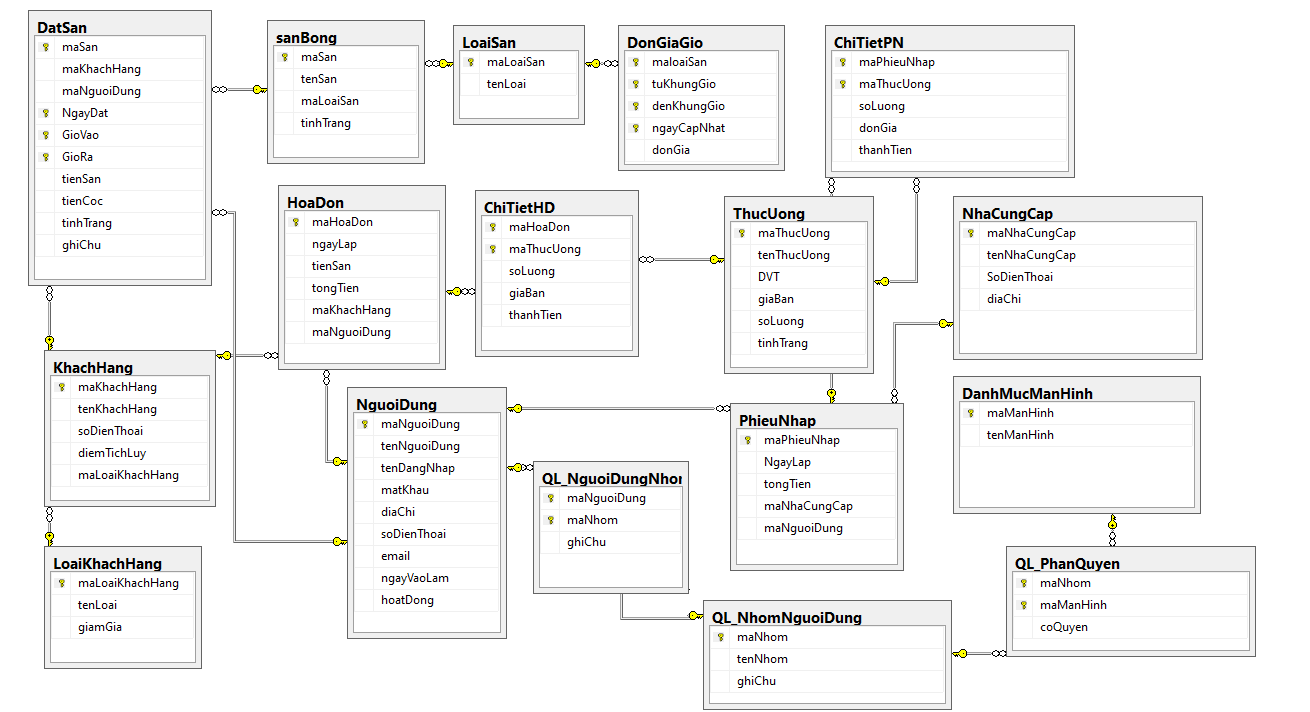 DatSan
maSan
maKhachHang
maNguoiDung
NgayDat
GioVao
GioRa
tienSan
tienCoc
tinhTrang
ghiChu
sanBong
maSan
tenSan
maLoaiSan
tinhTrang
LoaiSan
maLoaiSan
tenLoai
DonGiaGio
maloaiSan
tuKhungGio
denKhungGio
ngayCapNhat
donGia
ChiTietPN
maPhieuNhap
maThucUong
soLuong
donGia
thanhTien
HoaDon
maHoaDon
ngayLap
tienSan
tongTien
maKhachHang
maNguoiDung
ChiTietHD
maHoaDon
maThucUong
soLuong
giaBan
thanhTien
ThucUong
maThucUong
tenThucUong
DVT
giaBan
soLuong
tinhTrang
NhaCungCap
maNhaCungCap
tenNhaCungCap
SoDienThoai
diaChi
KhachHang
maKhachHang
tenKhachHang
soDienThoai
diemTichLuy
maLoaiKhachHang
NguoiDung
maNguoiDung
tenNguoiDung
tenDangNhap
matKhau
diaChi
soDienThoai
email
ngayVaoLam
hoatDong
PhieuNhap
maPhieuNhap
NgayLap
tongTien
maNhaCungCap
maNguoiDung
DanhMucManHinh
maManHinh
tenManHinh
QL_NguoiDungNhor
maNguoiDung
maNhom
ghiChu
LoaiKhachHang
maLoaiKhachHang
tenLoai
giamGia
QL_PhanQuyen
maNhom
maManHinh
coQuyen
QL_NhomNguoiDung
maNhom
tenNhom
ghiChu